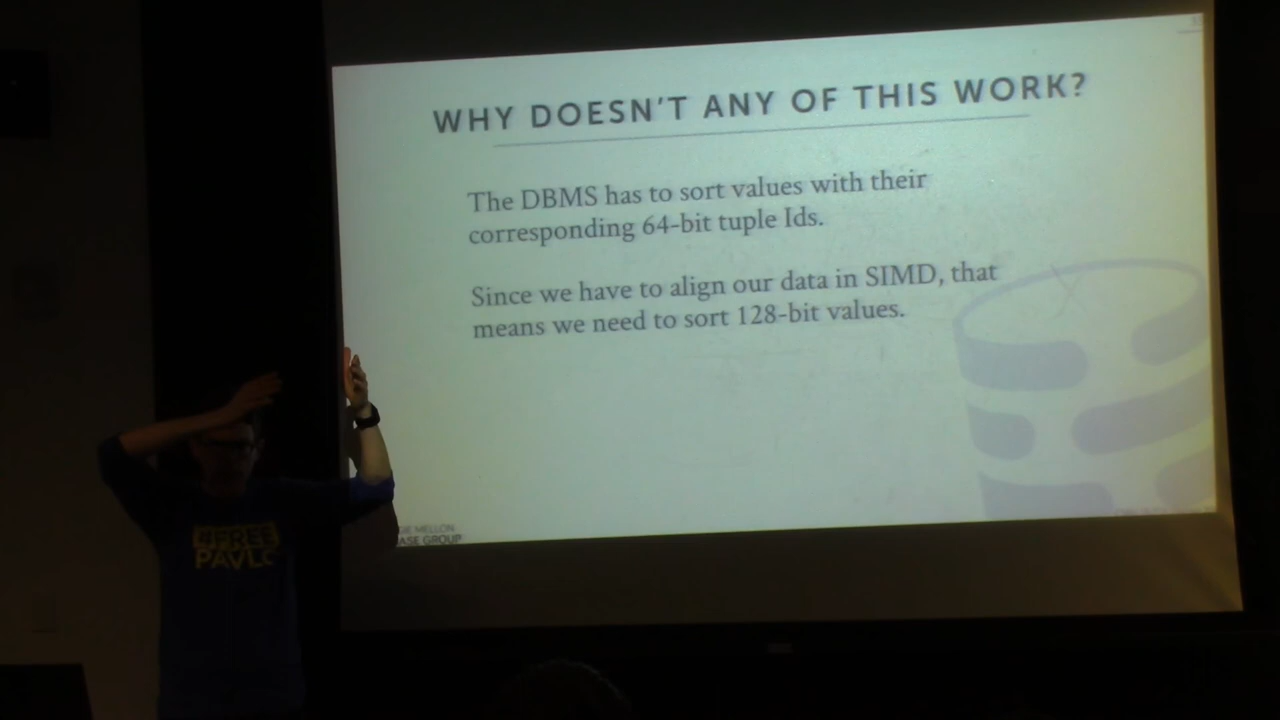 WHY DOESN'T ANY OF THIS WORK?
The DBMS has to sort values with their
corresponding 64-bit tuple Ids.
Since we have to align our data in SIMD, that
means we need to sort 128-bit values.
MELLON
GROUP
#FREE
PAVLO